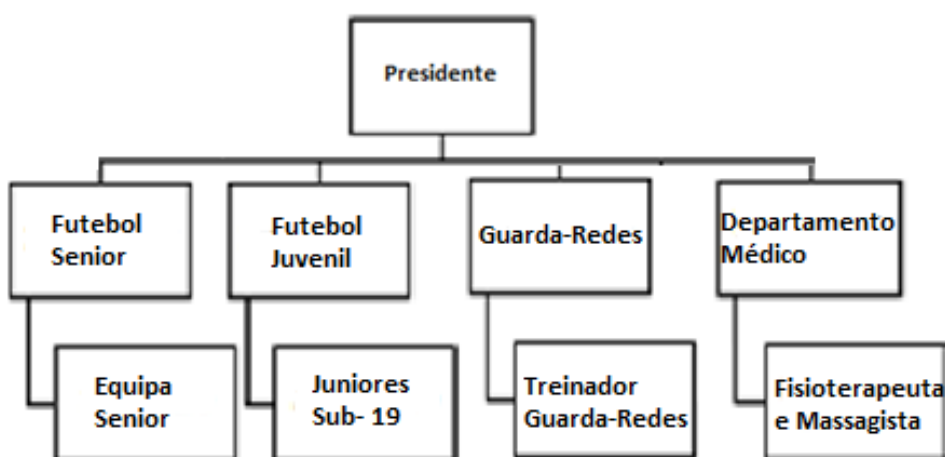 Presidente
Futebol
Senior
Futebol
Juvenil
Guarda-Redes
Departamento
Médico
Equipa
Senior
Juniores
Sub- 19
Treinador
Guarda-Redes
Fisioterapeuta
e Massagista